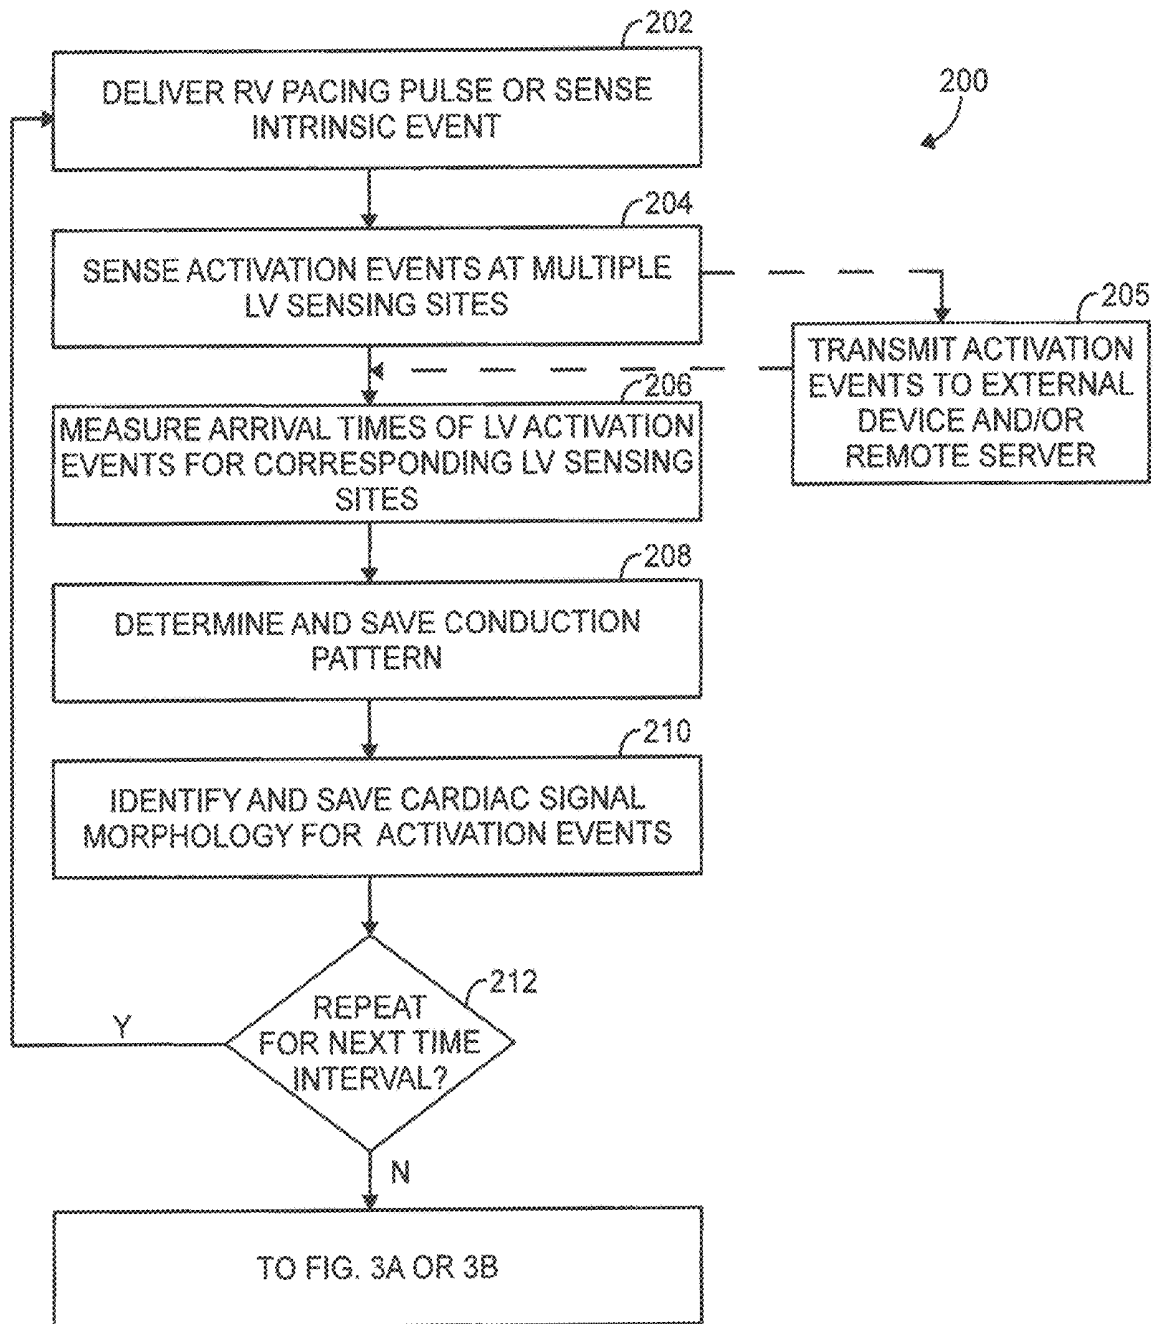 202
DELIVER RV PACING PULSE OR SENSE
INTRINSIC EVENT
200
204
SENSE ACTIVATION EVENTS AT MULTIPLE
LV SENSING SITES
205
TRANSMIT ACTIVATION
EVENTS TO EXTERNAL
DEVICE AND/OR
REMOTE SERVER
206
MEASURE ARRIVAL TIMES OF LV ACTIVATION
EVENTS FOR CORRESPONDING LV SENSING
SITES
208
DETERMINE AND SAVE CONDUCTION
PATTERN
210
IDENTIFY AND SAVE CARDIAC SIGNAL
MORPHOLOGY FOR ACTIVATION EVENTS
212
REPEAT
FOR NEXT TIME
INTERVAL?
Y
N
TO FIG. 3A OR 3B